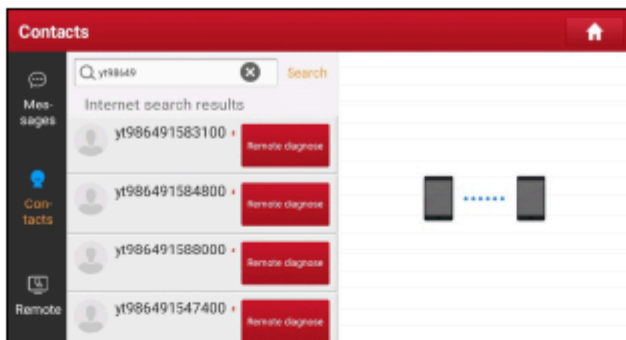 Contacts
yt98649
Search
Mes-
sages
Internet search results
yt986491583100
Remote diagnose
Con-
tacts
yt986491584800
Remote diagnose
yt986491588000
Remote diagnose
Remote
yt986491547400
Remote diagnose